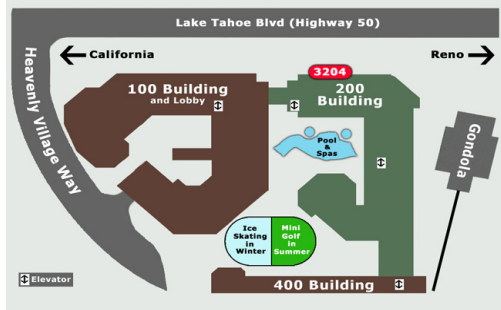 Lake Tahoe Blvd (Highway 50)
California
Reno
Heavenly Village Way
3204
100 Building
and Lobby
200
Building
Gondola
Pool
&
Spas
Ice
Skating
in
Winter
Mini
Golf
in
Summer
Elevator
400 Building